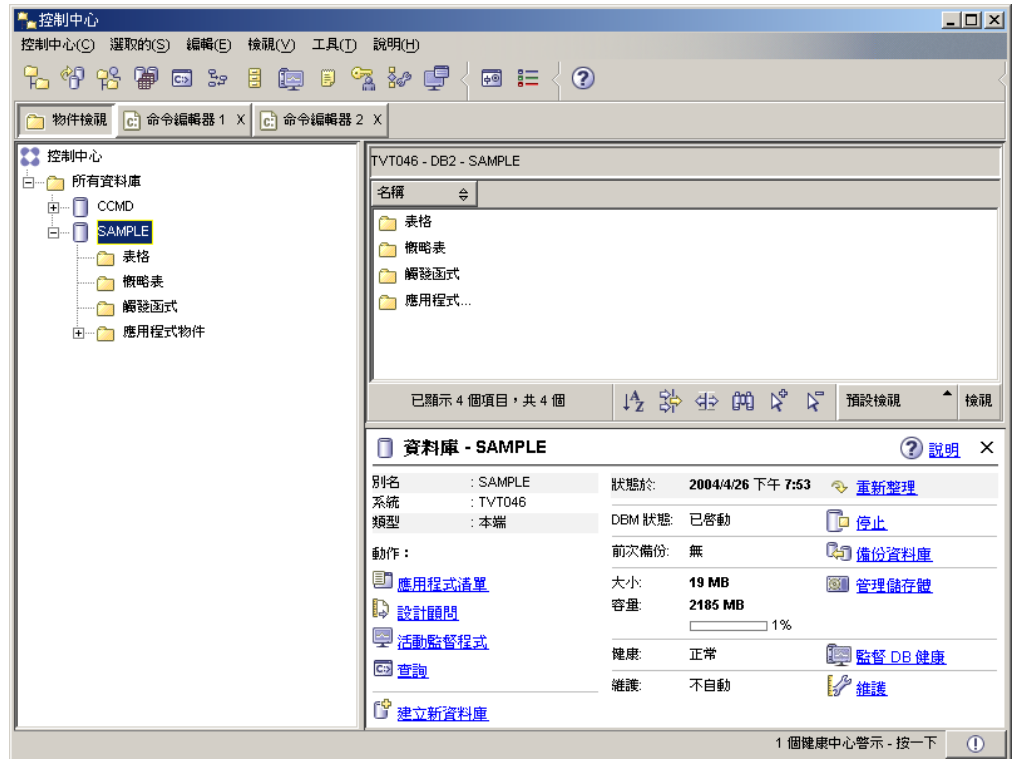 控制中心
控制中心(C) 選取的(S) 編輯(E) 檢視(V) 工具(T) 說明(H)
物件檢視 命令編輯器 1 X 命令編輯器 2 X
控制中心
所有資料庫
CCMD
SAMPLE
表格
概略表
觸發函式
應用程式物件
TVT046 - DB2 - SAMPLE
名稱
表格
概略表
觸發函式
應用程式...
已顯示 4 個項目，共 4 個 預設檢視 檢視
資料庫 - SAMPLE 說明
別名 : SAMPLE
系統 : TVT046
類型 : 本端
動作：
應用程式清單
設計顧問
活動監督程式
查詢
建立新資料庫
狀態於: 2004/4/26 下午 7:53 重新整理
DBM 狀態: 已啓動 停止
前次備份: 無 備份資料庫
大小: 19 MB 管理儲存體
容量: 2185 MB
1%
健康: 正常 監督 DB 健康
維護: 不自動 維護
1 個健康中心警示 - 按一下